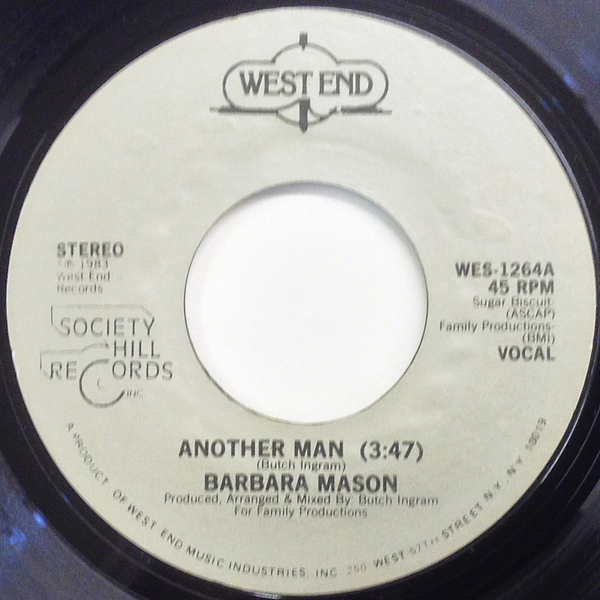 WEST END
STEREO
℗ © 1983
West End
Records
SOCIETY
HILL
RECORDS
INC.
WES-1264A
45 RPM
Sugar Biscuit
(ASCAP)
Family Productions
(BMI)
VOCAL
ANOTHER MAN (3:47)
(Butch Ingram)
BARBARA MASON
Produced, Arranged & Mixed By: Butch Ingram
For Family Productions
A PRODUCT OF WEST END MUSIC INDUSTRIES, INC. 250 WEST 57TH STREET N.Y., N.Y. 10019